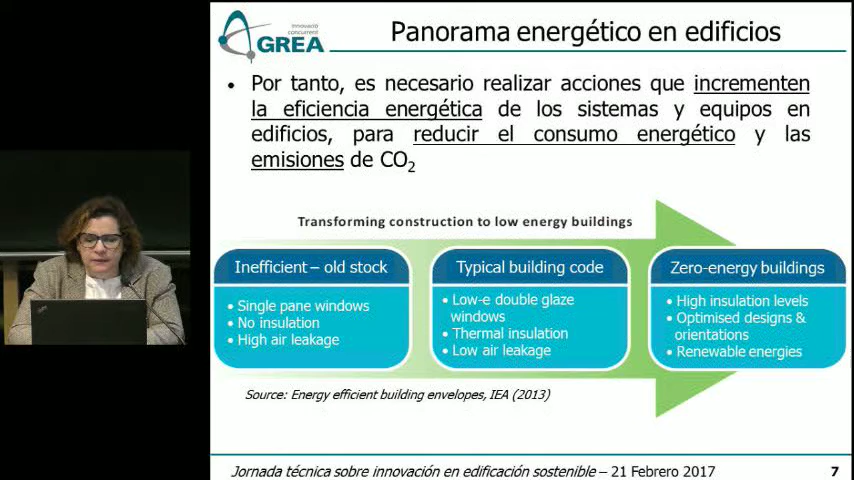 innovació
concurrent
GREA
Panorama energético en edificios
• Por tanto, es necesario realizar acciones que incrementen
la eficiencia energética de los sistemas y equipos en
edificios, para reducir el consumo energético y las
emisiones de CO2
Transforming construction to low energy buildings
Inefficient – old stock
• Single pane windows
• No insulation
• High air leakage
Typical building code
• Low-e double glaze
windows
• Thermal insulation
• Low air leakage
Zero-energy buildings
• High insulation levels
• Optimised designs &
orientations
• Renewable energies
Source: Energy efficient building envelopes, IEA (2013)
Jornada técnica sobre innovación en edificación sostenible – 21 Febrero 2017
7